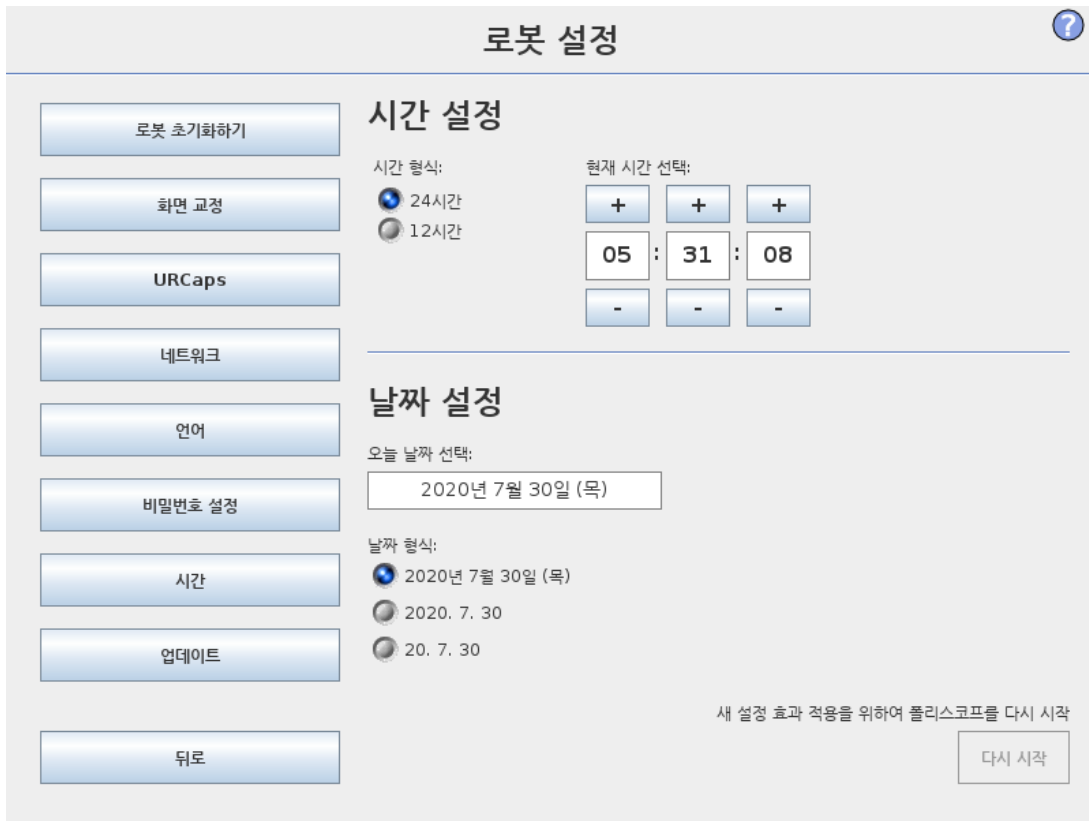 로봇 설정
?
로봇 초기화하기
화면 교정
URCaps
네트워크
언어
비밀번호 설정
시간
업데이트
뒤로
시간 설정
시간 형식:
24시간
12시간
현재 시간 선택:
+ + +
05 : 31 : 08
- - -
날짜 설정
오늘 날짜 선택:
2020년 7월 30일 (목)
날짜 형식:
2020년 7월 30일 (목)
2020. 7. 30
20. 7. 30
새 설정 효과 적용을 위하여 폴리스코프를 다시 시작
다시 시작